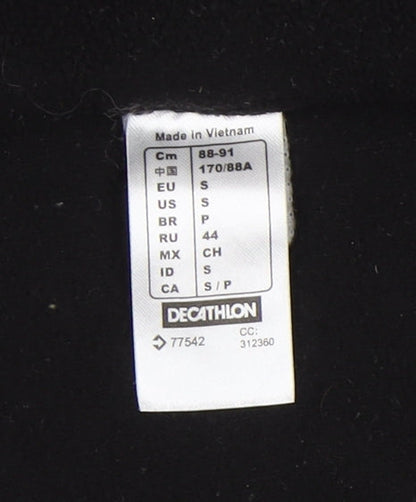 Made in Vietnam
Cm 88-91
中国 170/88A
EU S
US S
BR P
RU 44
MX CH
ID S
CA S / P
DECATHLON
77542 CC: 312360